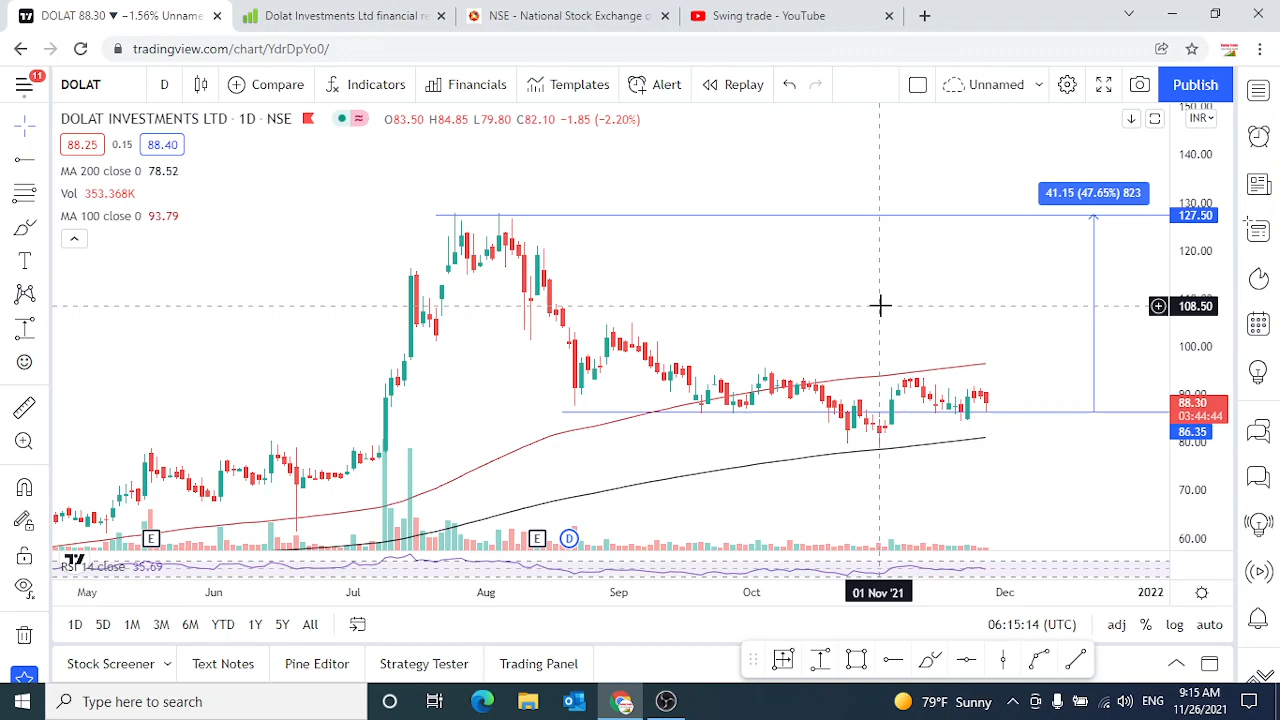 DOLAT 88.30 ▼ −1.56% Unname
Dolat Investments Ltd financial re
NSE - National Stock Exchange o
Swing trade - YouTube
tradingview.com/chart/YdrDpYo0/
11
DOLAT
D
Compare
Indicators
Financials
Templates
Alert
Replay
Unnamed
Publish
DOLAT INVESTMENTS LTD · 1D · NSE
O83.50 H84.85 L79.80 C82.10 −1.85 (−2.20%)
INR
88.25
0.15
88.40
MA 200 close 0 78.52
Vol 353.368K
MA 100 close 0 93.79
41.15 (47.65%) 823
150.00
140.00
130.00
127.50
120.00
108.50
100.00
90.00
88.30
03:44:44
86.35
80.00
70.00
60.00
E
E
D
RSI 14 close 35.69
May
Jun
Jul
Aug
Sep
Oct
01 Nov '21
Dec
2022
1D
5D
1M
3M
6M
YTD
1Y
5Y
All
06:15:14 (UTC)
adj
%
log
auto
Stock Screener
Text Notes
Pine Editor
Strategy Tester
Trading Panel
Type here to search
79°F Sunny
ENG
9:15 AM
11/26/2021